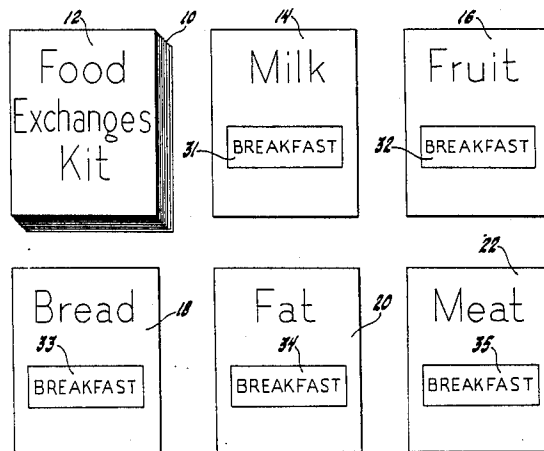 12
10
14
16
Food
Exchanges
Kit
Milk
Fruit
31
BREAKFAST
32
BREAKFAST
22
Bread
18
Fat
20
Meat
33
BREAKFAST
34
BREAKFAST
35
BREAKFAST